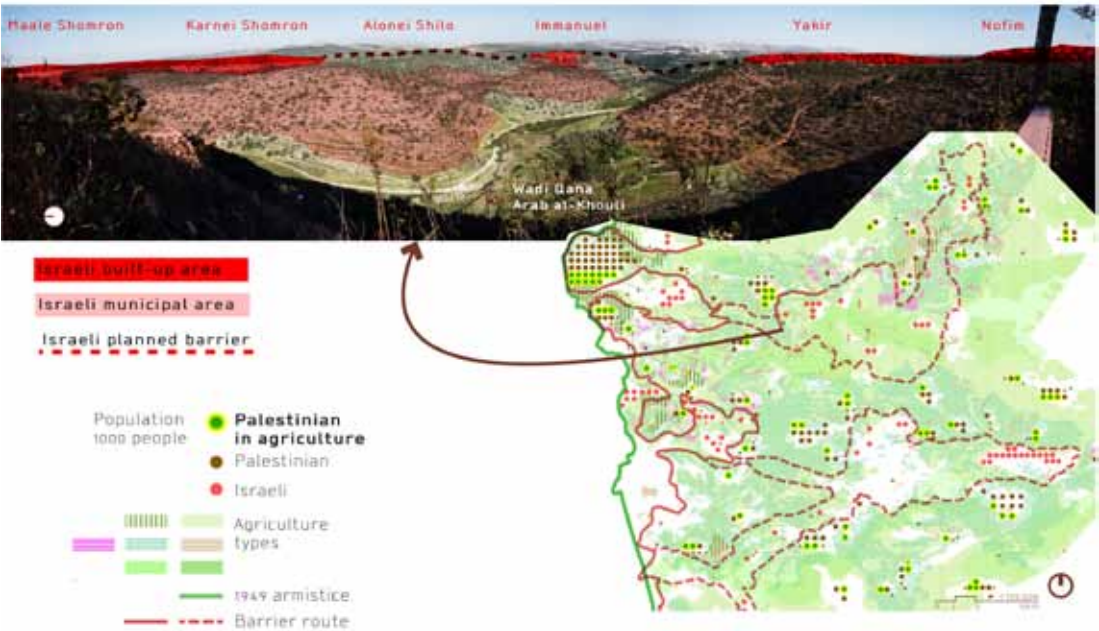 Maale Shomron Karnei Shomron Alonei Shilo Immanuel Yakir Nofim
Wadi Qana
Arab al-Khouli
Israeli built-up area
Israeli municipal area
Israeli planned barrier
Population
1000 people
Palestinian
in agriculture
Palestinian
Israeli
Agriculture
types
1949 armistice
Barrier route